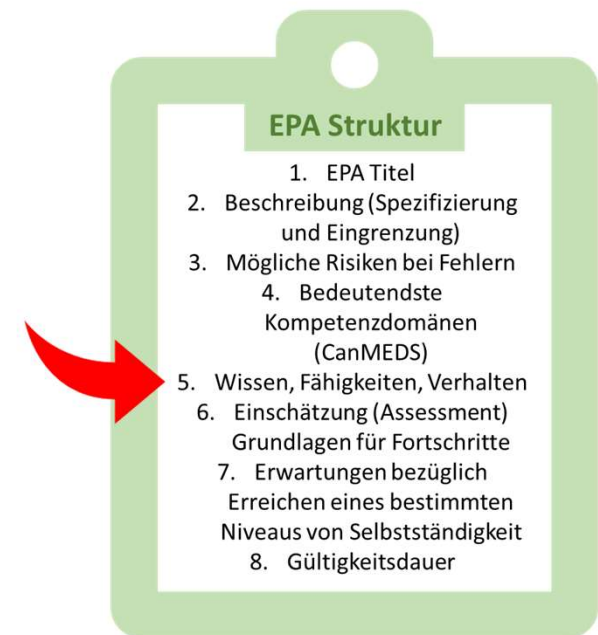 EPA Struktur
1. EPA Titel
2. Beschreibung (Spezifizierung
und Eingrenzung)
3. Mögliche Risiken bei Fehlern
4. Bedeutendste
Kompetenzdomänen
(CanMEDS)
5. Wissen, Fähigkeiten, Verhalten
6. Einschätzung (Assessment)
Grundlagen für Fortschritte
7. Erwartungen bezüglich
Erreichen eines bestimmten
Niveaus von Selbstständigkeit
8. Gültigkeitsdauer